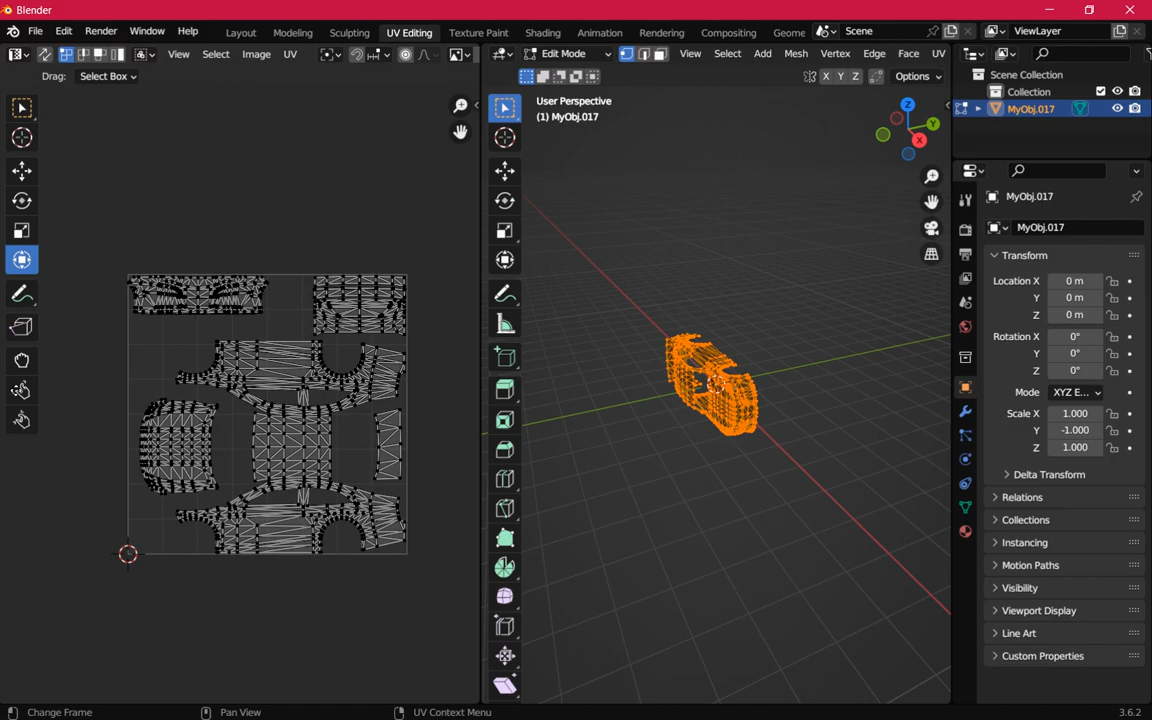 Blender
File Edit Render Window Help Layout Modeling Sculpting UV Editing Texture Paint Shading Animation Rendering Compositing Geome Scene ViewLayer
View Select Image UV Edit Mode View Select Add Mesh Vertex Edge Face UV
Drag: Select Box X Y Z Options
Scene Collection
Collection
MyObj.017
User Perspective
(1) MyObj.017
Z
Y
X
MyObj.017
MyObj.017
Transform
Location X 0 m
Y 0 m
Z 0 m
Rotation X 0°
Y 0°
Z 0°
Mode XYZ E...
Scale X 1.000
Y -1.000
Z 1.000
Delta Transform
Relations
Collections
Instancing
Motion Paths
Visibility
Viewport Display
Line Art
Custom Properties
Change Frame Pan View UV Context Menu 3.6.2